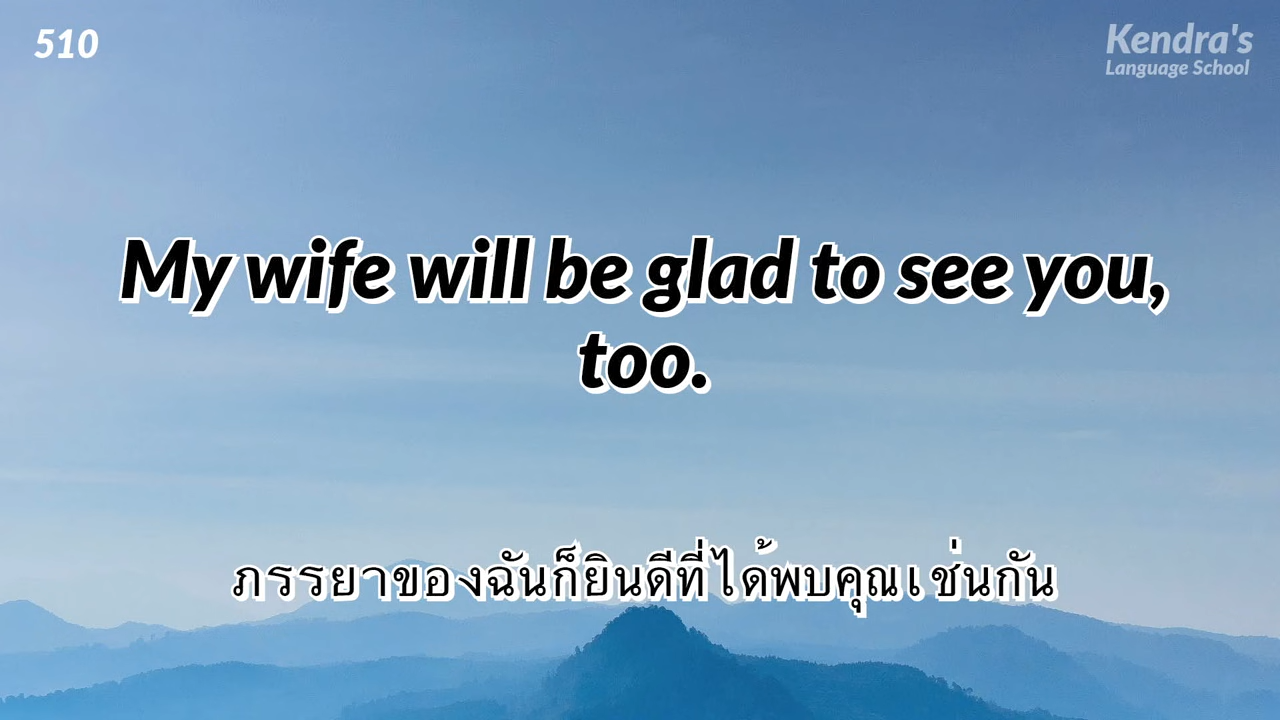 510
Kendra's
Language School
My wife will be glad to see you,
too.
ภรรยาของฉันก็ยินดีที่ได้พบคุณเช่นกัน